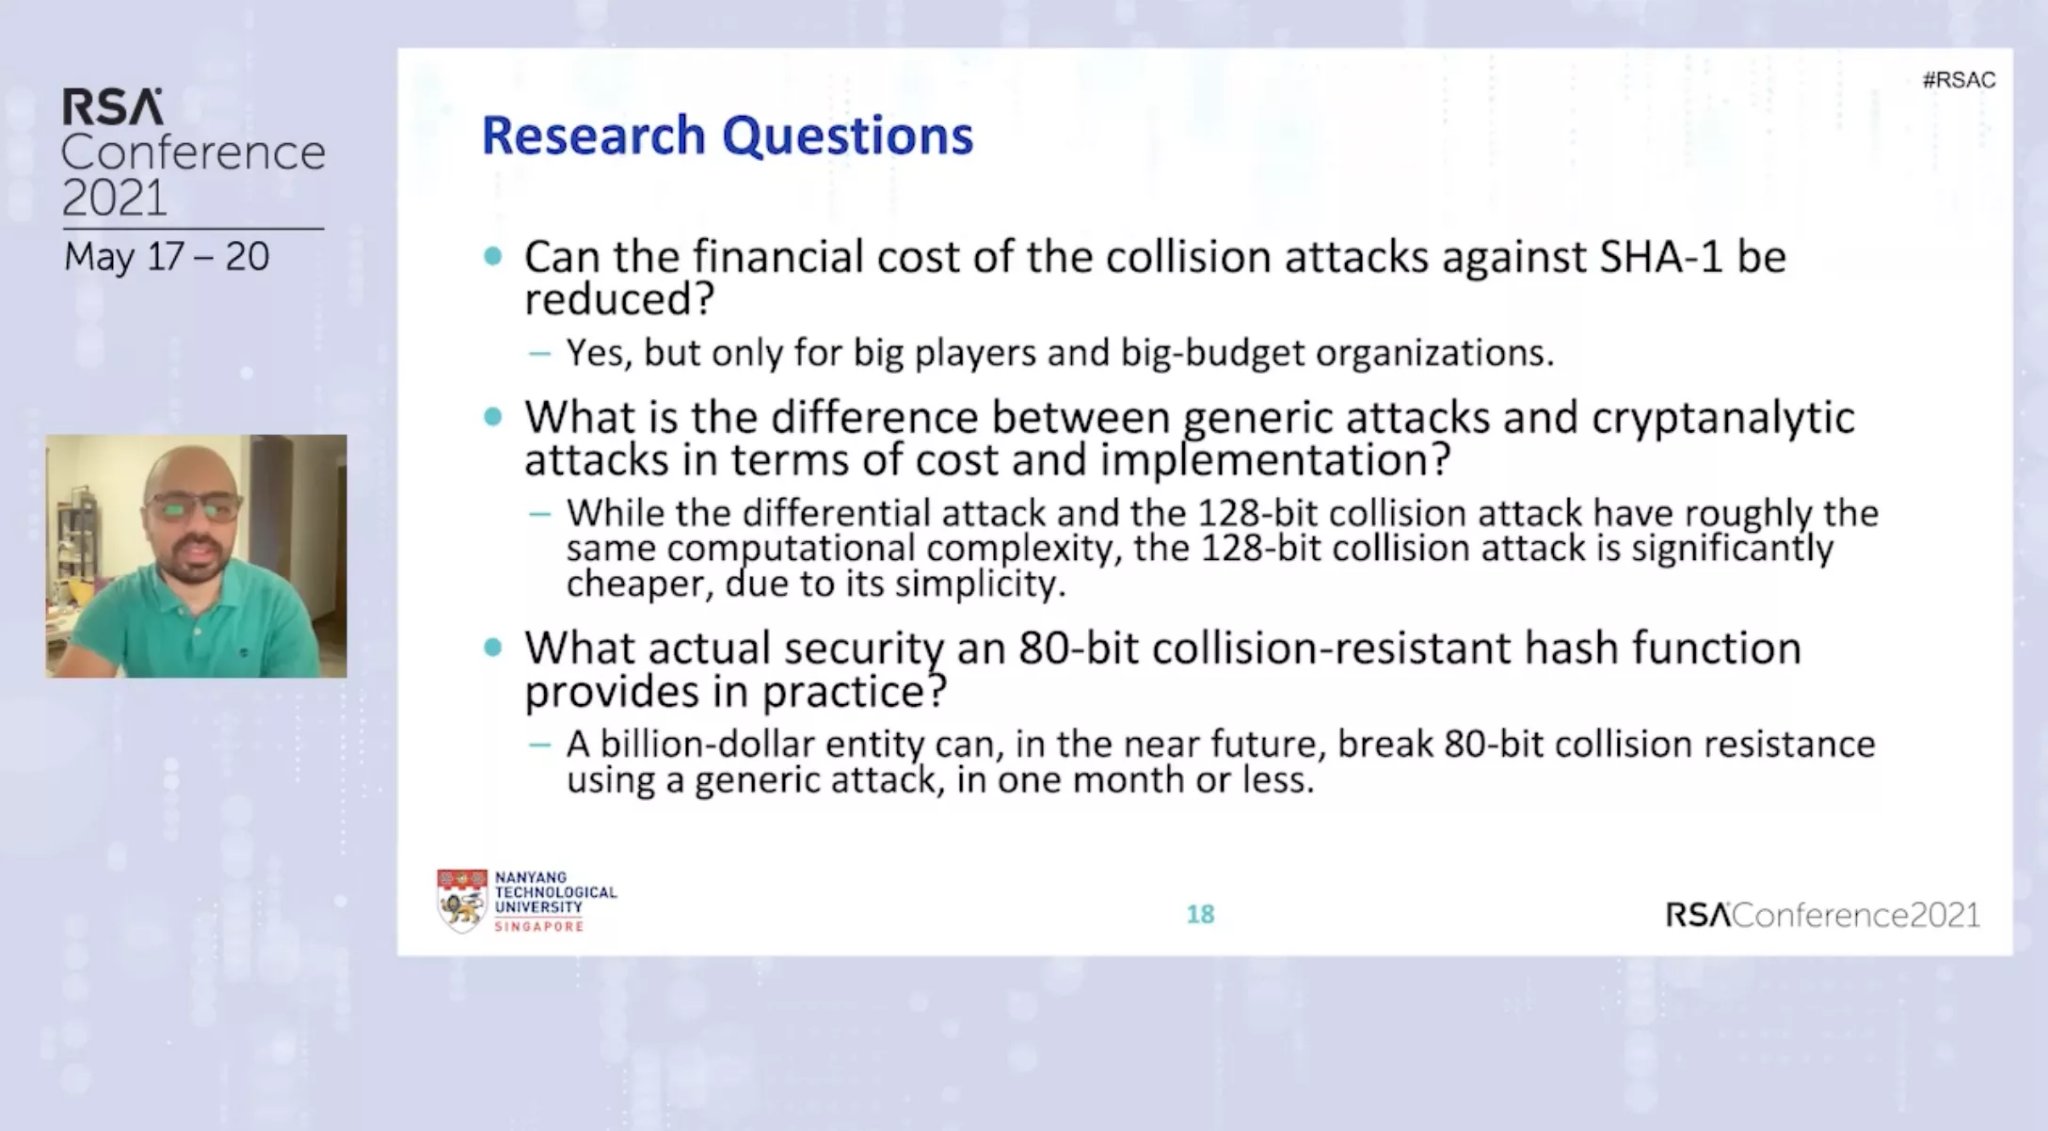 RSA
Conference
2021
May 17 – 20
#RSAC
Research Questions
• Can the financial cost of the collision attacks against SHA-1 be
reduced?
– Yes, but only for big players and big-budget organizations.
• What is the difference between generic attacks and cryptanalytic
attacks in terms of cost and implementation?
– While the differential attack and the 128-bit collision attack have roughly the
same computational complexity, the 128-bit collision attack is significantly
cheaper, due to its simplicity.
• What actual security an 80-bit collision-resistant hash function
provides in practice?
– A billion-dollar entity can, in the near future, break 80-bit collision resistance
using a generic attack, in one month or less.
NANYANG
TECHNOLOGICAL
UNIVERSITY
SINGAPORE
18
RSAConference2021